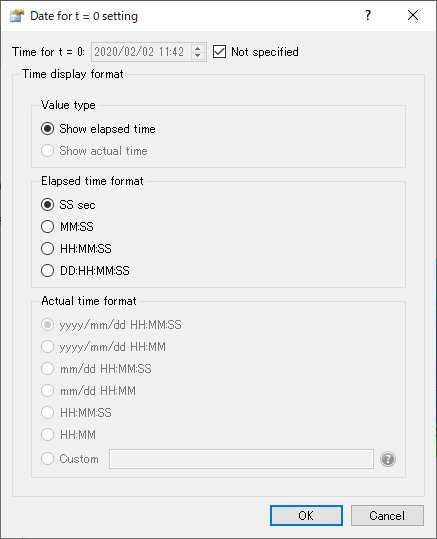 Date for t = 0 setting
Time for t = 0: 2020/02/02 11:42 Not specified
Time display format
Value type
Show elapsed time
Show actual time
Elapsed time format
SS sec
MM:SS
HH:MM:SS
DD:HH:MM:SS
Actual time format
yyyy/mm/dd HH:MM:SS
yyyy/mm/dd HH:MM
mm/dd HH:MM:SS
mm/dd HH:MM
HH:MM:SS
HH:MM
Custom ?
OK Cancel